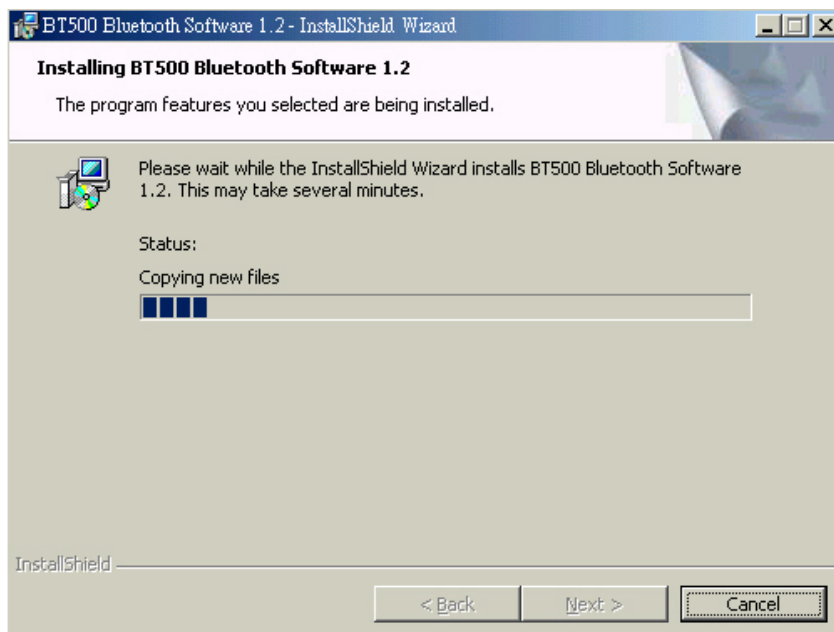 BT500 Bluetooth Software 1.2 - InstallShield Wizard
Installing BT500 Bluetooth Software 1.2
The program features you selected are being installed.
Please wait while the InstallShield Wizard installs BT500 Bluetooth Software
1.2. This may take several minutes.
Status:
Copying new files
InstallShield
< Back
Next >
Cancel